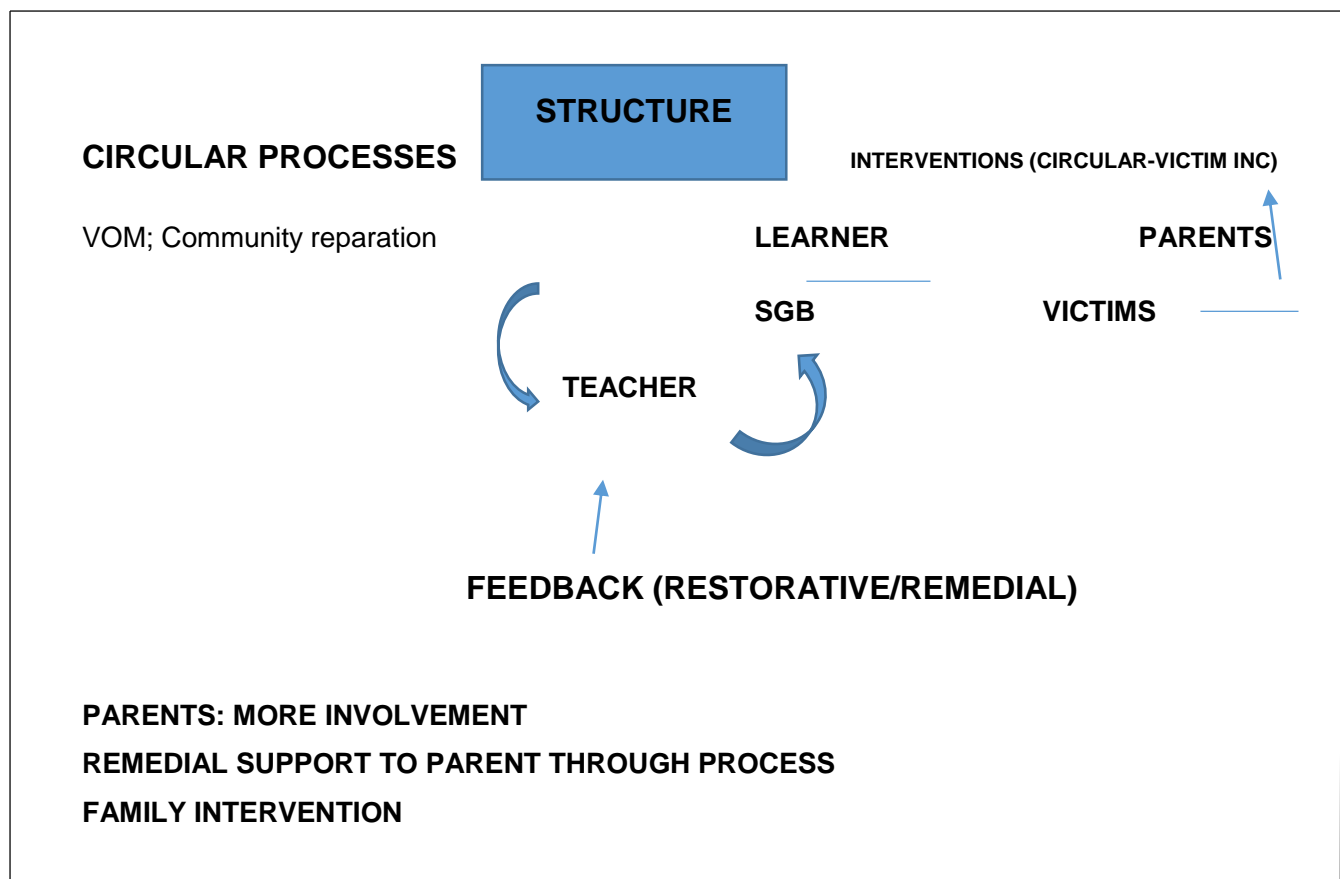 STRUCTURE
CIRCULAR PROCESSES
INTERVENTIONS (CIRCULAR-VICTIM INC)
VOM; Community reparation
LEARNER PARENTS
SGB VICTIMS
TEACHER
FEEDBACK (RESTORATIVE/REMEDIAL)
PARENTS: MORE INVOLVEMENT
REMEDIAL SUPPORT TO PARENT THROUGH PROCESS
FAMILY INTERVENTION